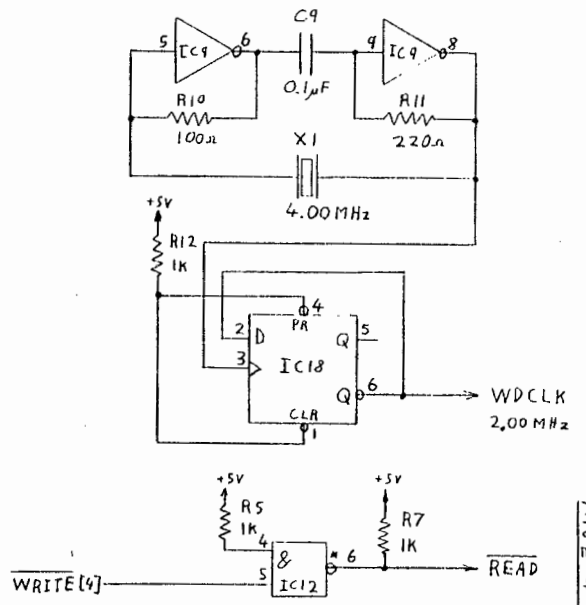 C9
5 IC9 6
9 IC9 8
0.1µF
R10
100Ω
R11
220Ω
X1
4.00MHz
+5V
R12
1K
4
PR
2 D Q 5
3 IC18
Q 6
WDCLK
2.00MHz
CLR
1
+5V
R5
1K
+5V
R7
1K
4 & * 6
5 IC12
WRITE[4]
READ